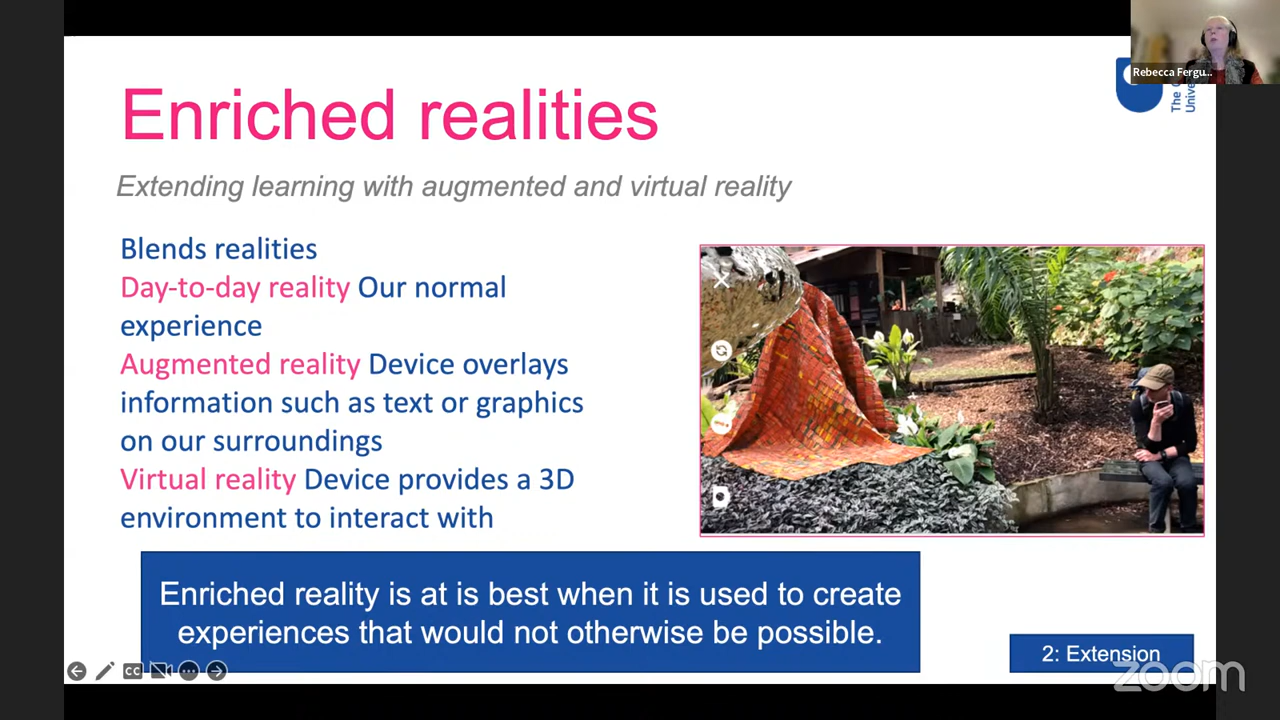 Rebecca Fergu...
The
Unive
Enriched realities
Extending learning with augmented and virtual reality
Blends realities
Day-to-day reality Our normal
experience
Augmented reality Device overlays
information such as text or graphics
on our surroundings
Virtual reality Device provides a 3D
environment to interact with
Enriched reality is at is best when it is used to create
experiences that would not otherwise be possible.
2: Extension
CC
zoom